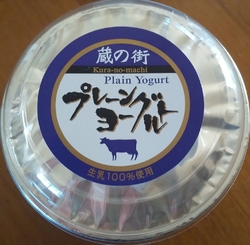 蔵の街
Kura-no-machi
Plain Yogurt
プレーン
ヨーグルト
生乳100%使用